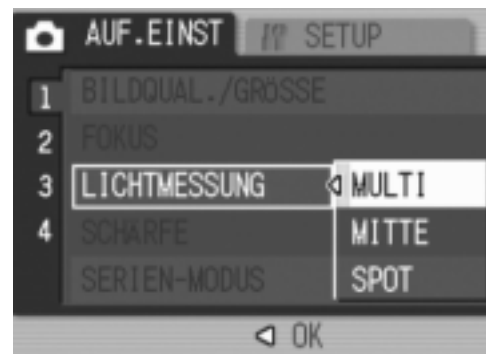 AUF.EINST SETUP
1 BILDQUAL./GRÖSSE
2 FOKUS
3 LICHTMESSUNG MULTI
4 SCHÄRFE MITTE
SERIEN-MODUS SPOT
OK